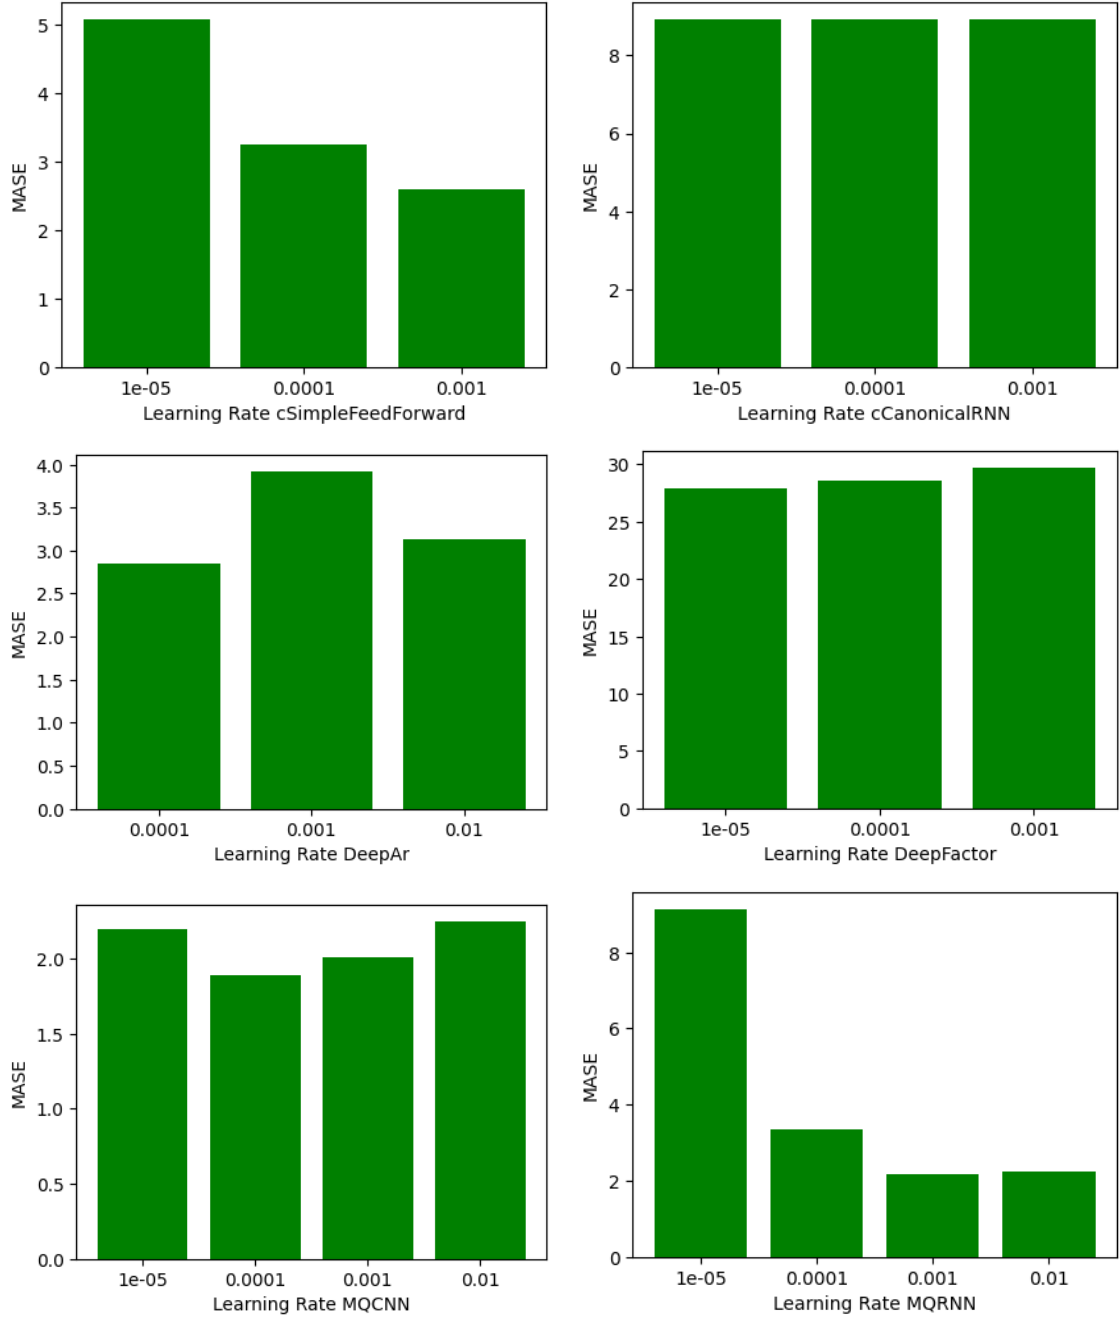 5
4
3
2
1
0
MASE
1e-05 0.0001 0.001
Learning Rate cSimpleFeedForward
8
6
4
2
0
MASE
1e-05 0.0001 0.001
Learning Rate cCanonicalRNN
4.0
3.5
3.0
2.5
2.0
1.5
1.0
0.5
0.0
MASE
0.0001 0.001 0.01
Learning Rate DeepAr
30
25
20
15
10
5
0
MASE
1e-05 0.0001 0.001
Learning Rate DeepFactor
2.0
1.5
1.0
0.5
0.0
MASE
1e-05 0.0001 0.001 0.01
Learning Rate MQCNN
8
6
4
2
0
MASE
1e-05 0.0001 0.001 0.01
Learning Rate MQRNN